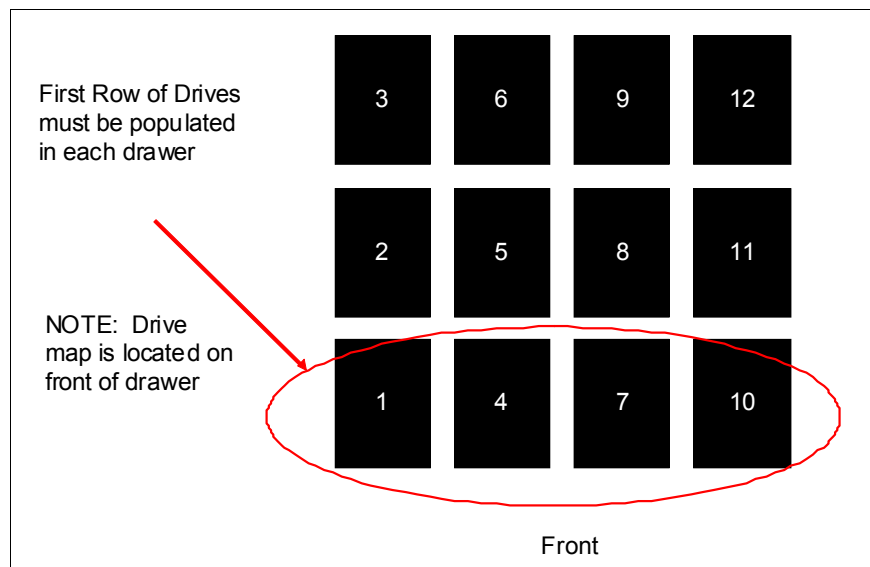 First Row of Drives
must be populated
in each drawer
NOTE: Drive
map is located on
front of drawer
3 6 9 12
2 5 8 11
1 4 7 10
Front